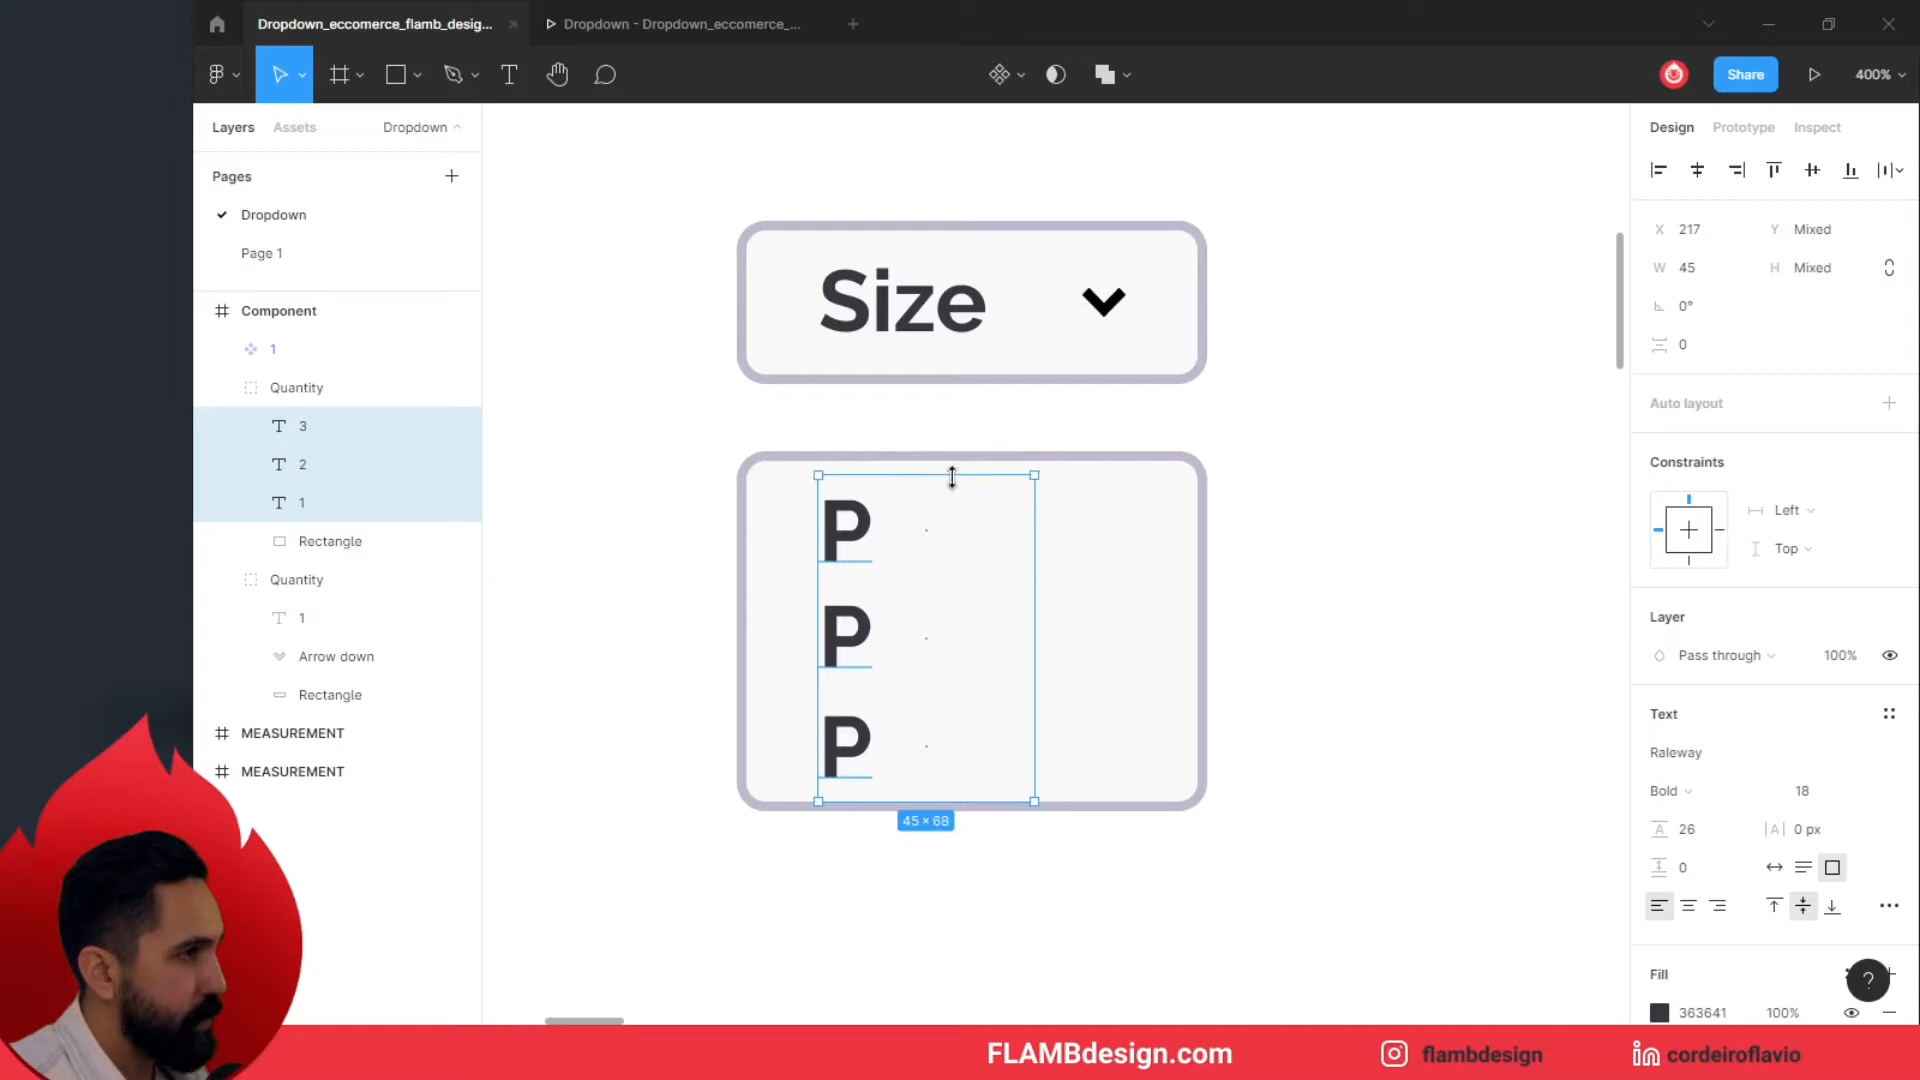 Dropdown_eccomerce_flamb_desig...
Dropdown - Dropdown_eccomerce_...
Share
400%
Layers
Assets
Dropdown
Pages
Dropdown
Page 1
Component
1
Quantity
3
2
1
Rectangle
Quantity
1
Arrow down
Rectangle
MEASUREMENT
MEASUREMENT
Size
P
P
P
45 × 68
Design
Prototype
Inspect
X 217
Y Mixed
W 45
H Mixed
0°
0
Auto layout
Constraints
Left
Top
Layer
Pass through
100%
Text
Raleway
Bold
18
26
0 px
0
Fill
?
363641
100%
FLAMBdesign.com
flambdesign
cordeiroflavio